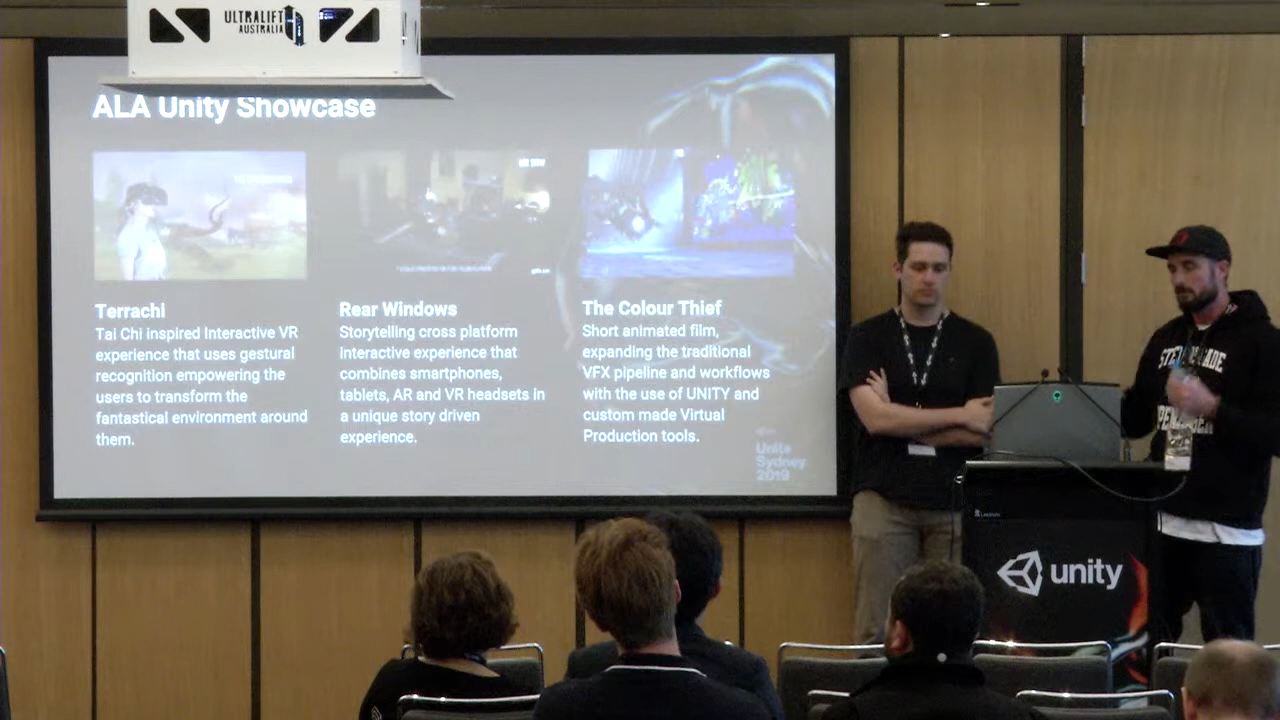 ULTRALIFT
AUSTRALIA
ALA Unity Showcase
Terrachi
Tai Chi inspired Interactive VR
experience that uses gestural
recognition empowering the
users to transform the
fantastical environment around
them.
Rear Windows
Storytelling cross platform
interactive experience that
combines smartphones,
tablets, AR and VR headsets in
a unique story driven
experience.
The Colour Thief
Short animated film,
expanding the traditional
VFX pipeline and workflows
with the use of UNITY and
custom made Virtual
Production tools.
Unite
Sydney
2019
unity